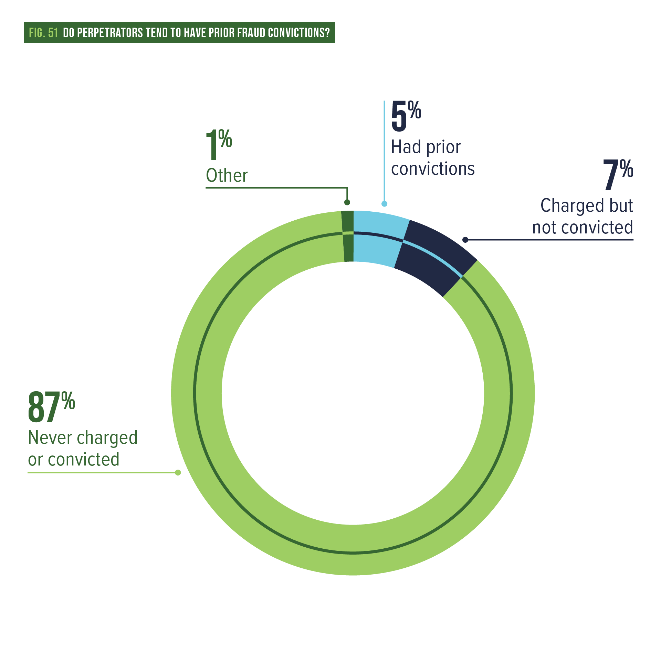 FIG. 51 DO PERPETRATORS TEND TO HAVE PRIOR FRAUD CONVICTIONS?
5%
Had prior
convictions
1%
Other
7%
Charged but
not convicted
87%
Never charged
or convicted